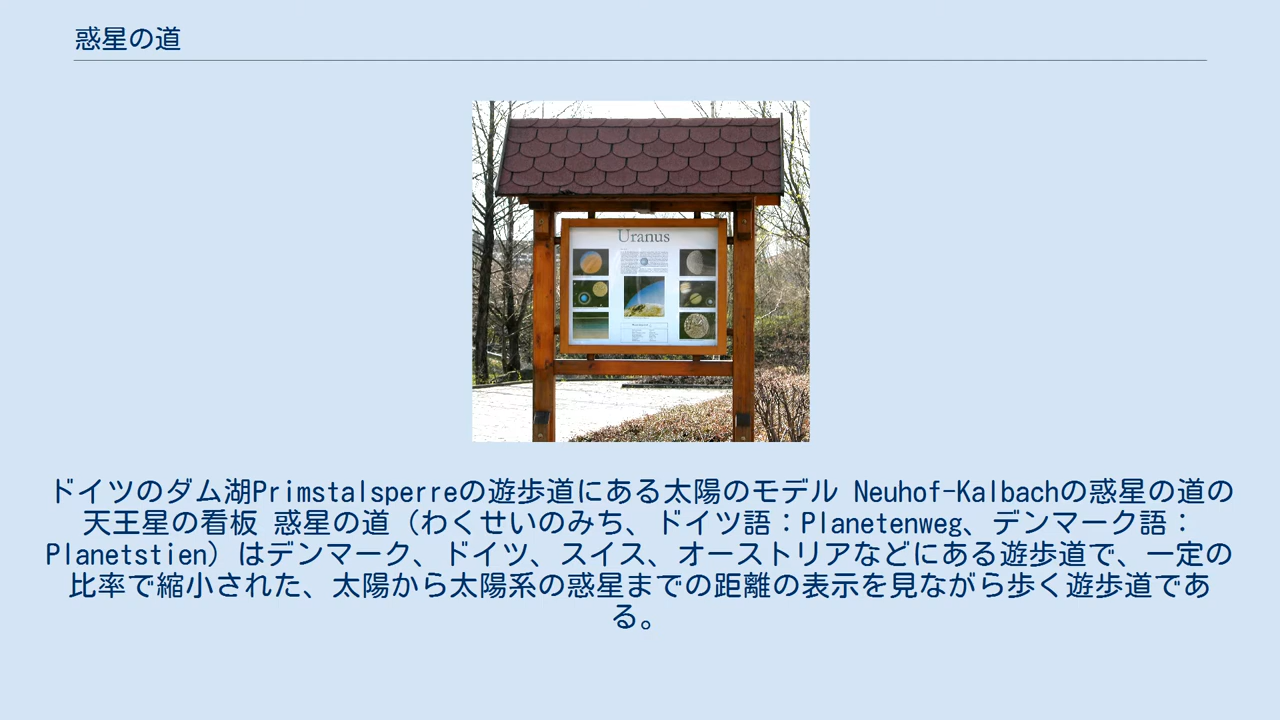 惑星の道
Uranus
ドイツのダム湖Primstalsperreの遊歩道にある太陽のモデル Neuhof-Kalbachの惑星の道の
天王星の看板 惑星の道（わくせいのみち、ドイツ語：Planetenweg、デンマーク語：
Planetstien）はデンマーク、ドイツ、スイス、オーストリアなどにある遊歩道で、一定の
比率で縮小された、太陽から太陽系の惑星までの距離の表示を見ながら歩く遊歩道であ
る。